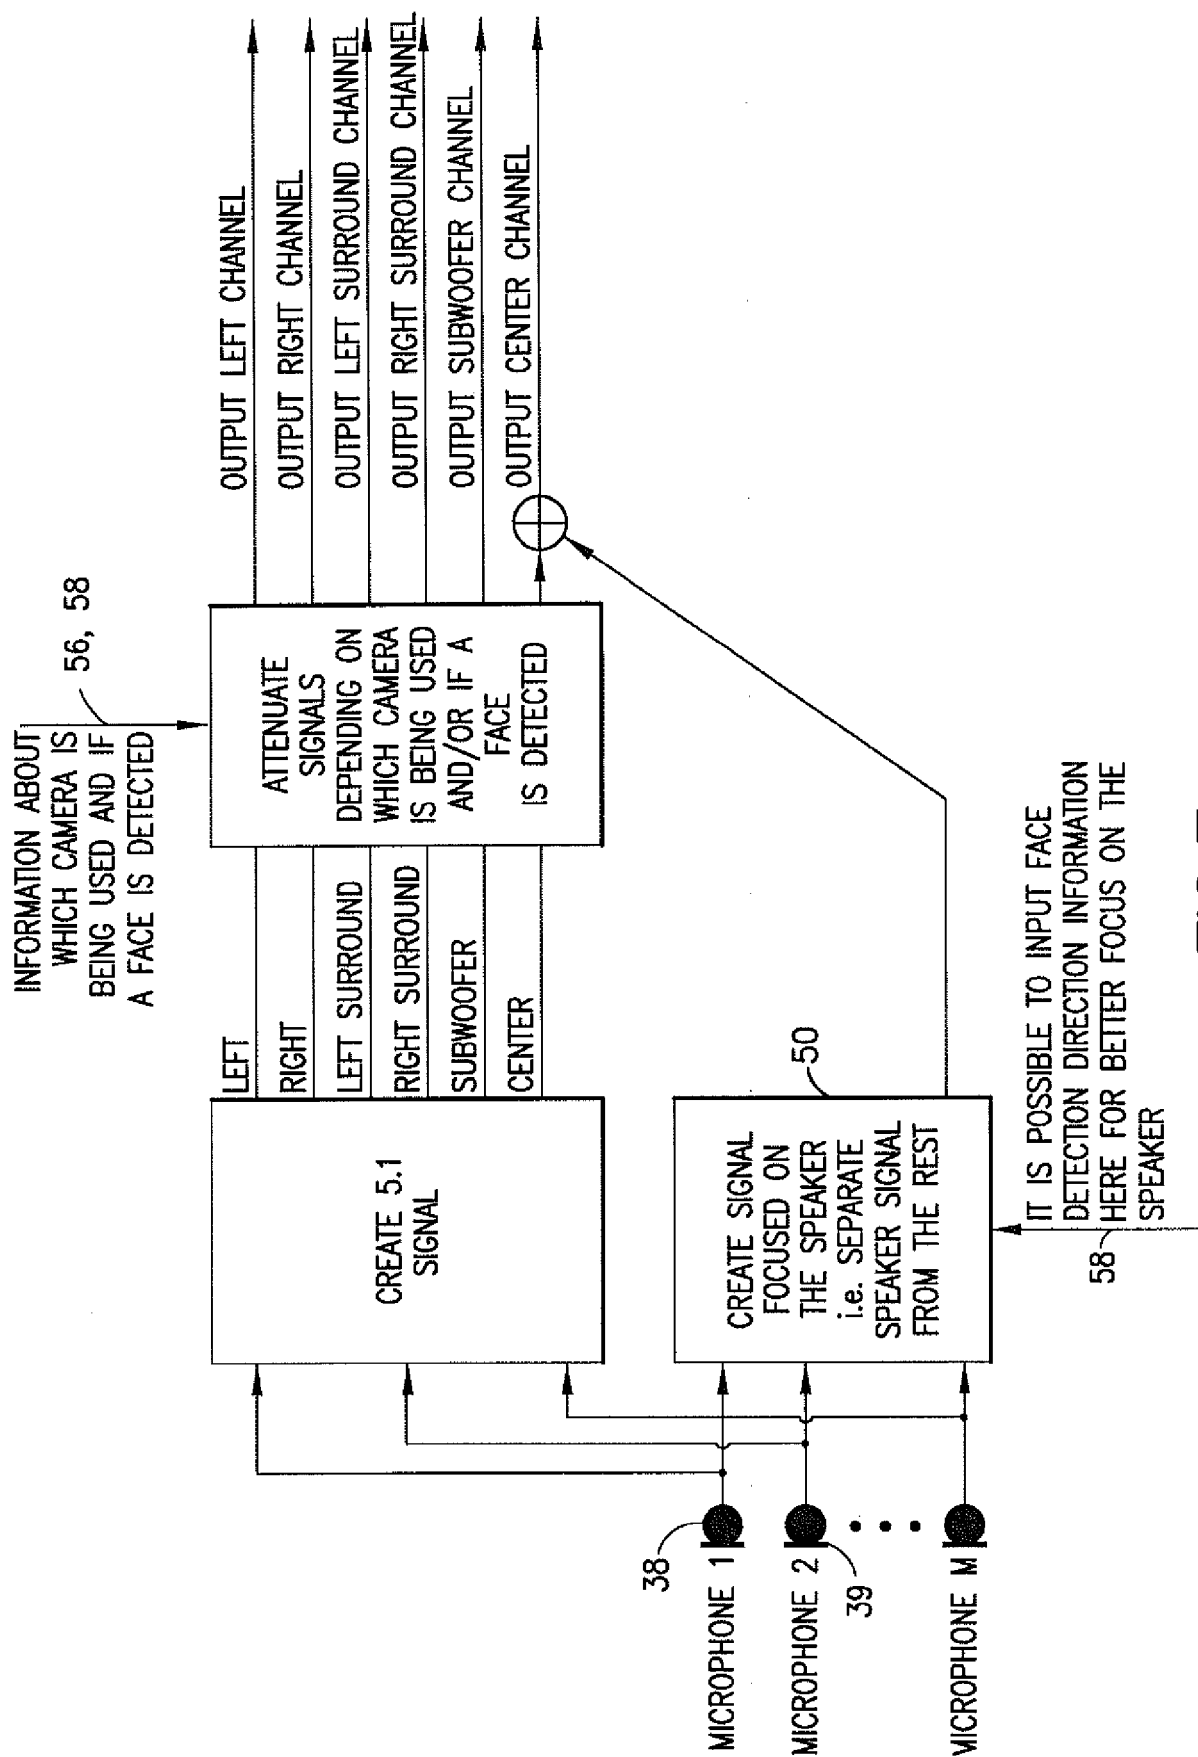 INFORMATION ABOUT
WHICH CAMERA IS
BEING USED AND IF
A FACE IS DETECTED
56, 58
MICROPHONE 1
38
MICROPHONE 2
39
MICROPHONE M
CREATE 5.1
SIGNAL
LEFT
RIGHT
LEFT SURROUND
RIGHT SURROUND
SUBWOOFER
CENTER
ATTENUATE
SIGNALS
DEPENDING ON
WHICH CAMERA
IS BEING USED
AND/OR IF A
FACE
IS DETECTED
OUTPUT LEFT CHANNEL
OUTPUT RIGHT CHANNEL
OUTPUT LEFT SURROUND CHANNEL
OUTPUT RIGHT SURROUND CHANNEL
OUTPUT SUBWOOFER CHANNEL
OUTPUT CENTER CHANNEL
CREATE SIGNAL
FOCUSED ON
THE SPEAKER
i.e. SEPARATE
SPEAKER SIGNAL
FROM THE REST
50
58
IT IS POSSIBLE TO INPUT FACE
DETECTION DIRECTION INFORMATION
HERE FOR BETTER FOCUS ON THE
SPEAKER